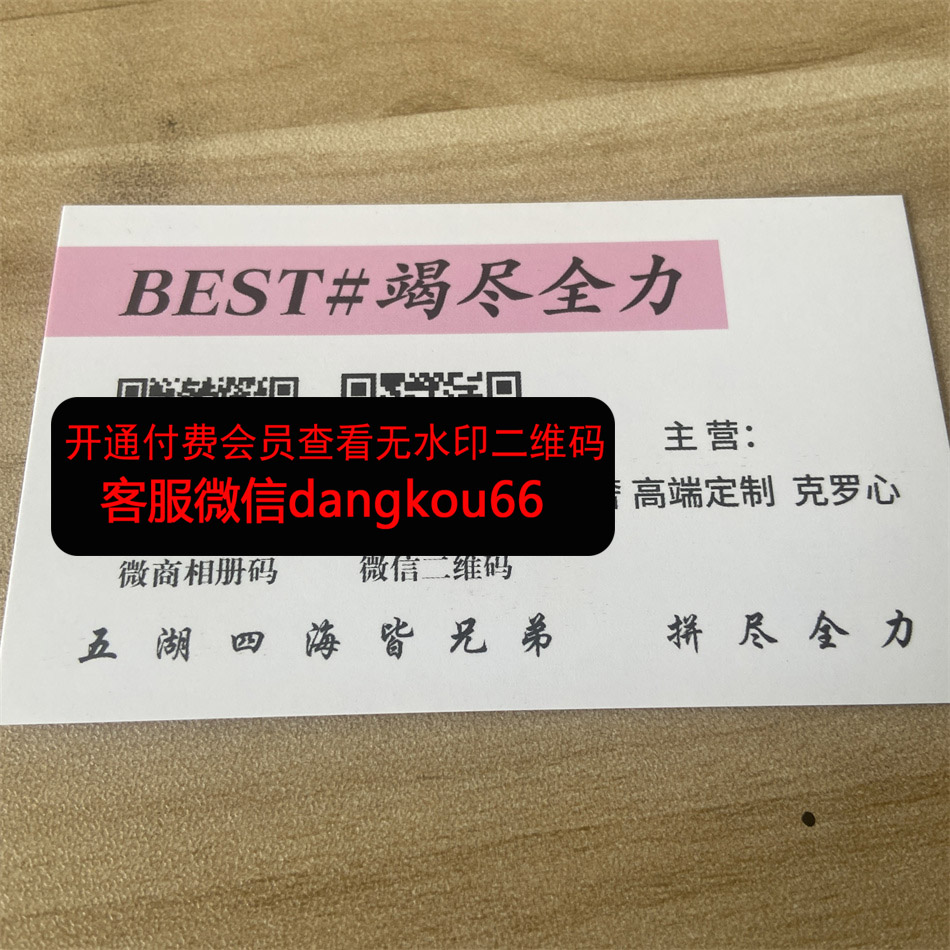 BEST#竭尽全力
开通付费会员查看无水印二维码
客服微信dangkou66
主营：
高端定制 克罗心
微商相册码 微信二维码
五湖四海皆兄弟 拼尽全力